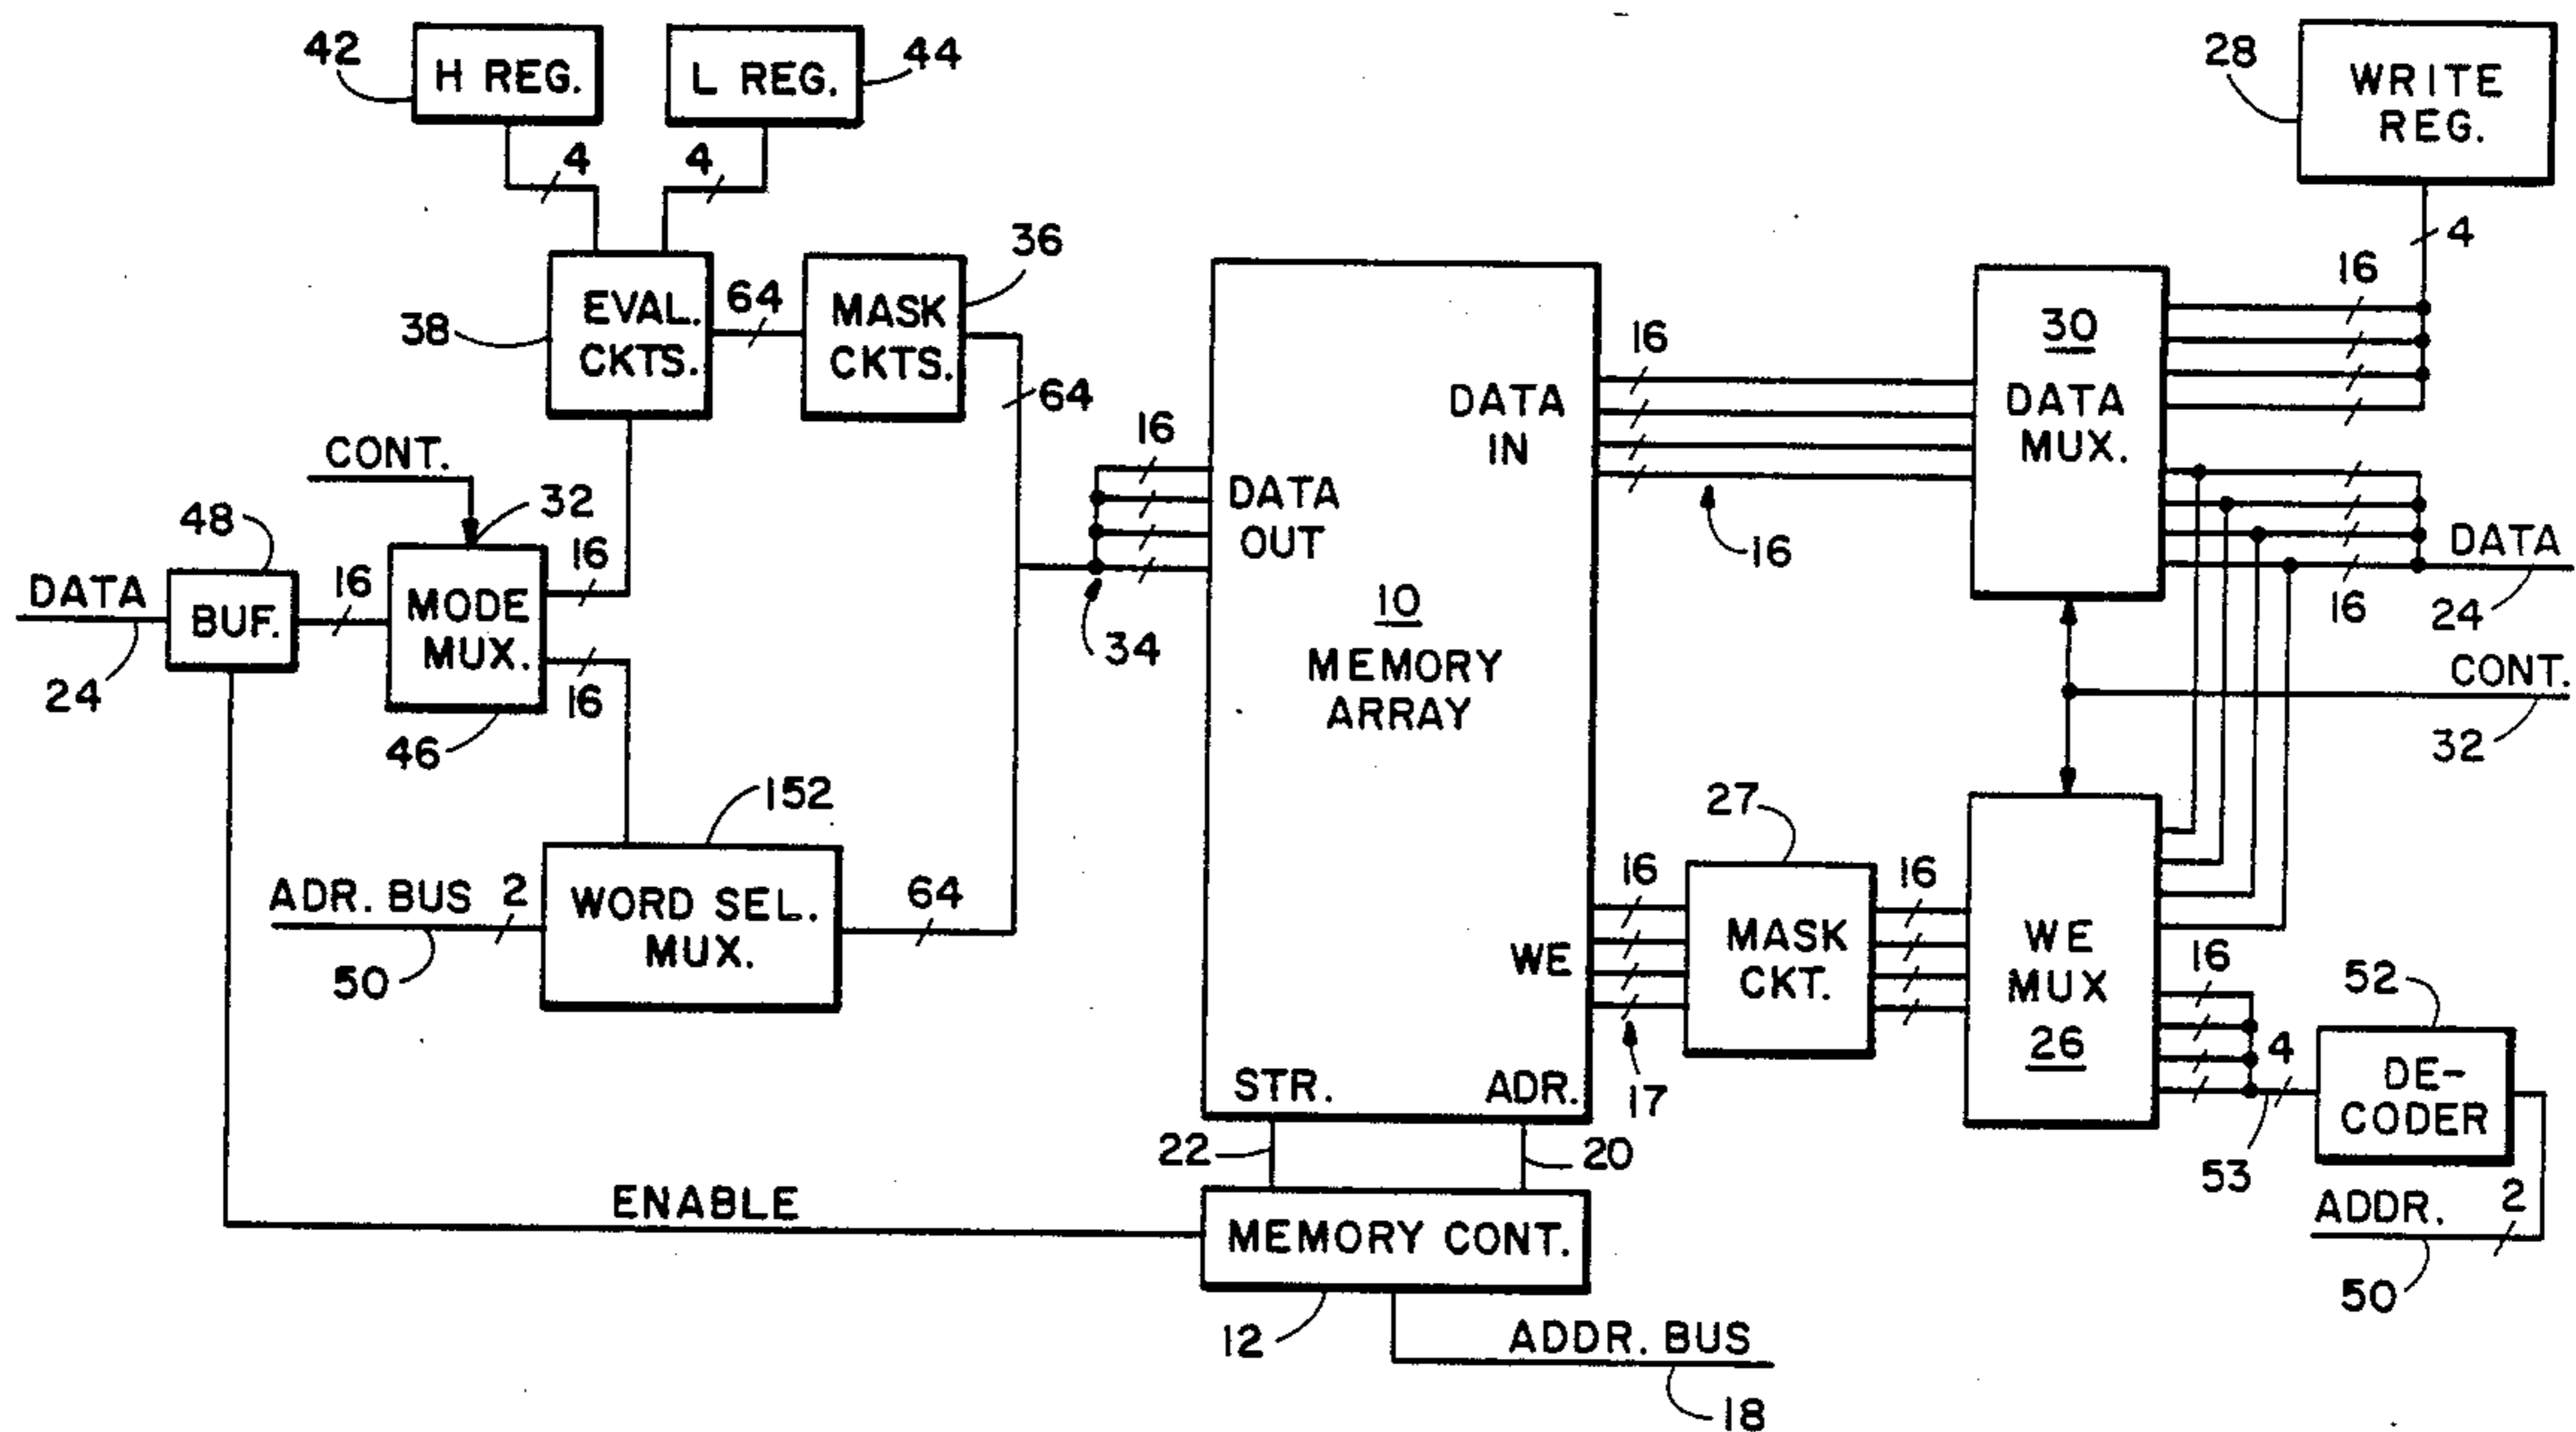 42
H REG.
L REG.
44
28
WRITE
REG.
4
4
4
36
16
38
EVAL.
CKTS.
64
MASK
CKTS.
64
16
30
DATA
MUX.
DATA
IN
16
CONT.
32
16
DATA
OUT
16
DATA
24
48
DATA
24
BUF.
16
MODE
MUX.
16
16
46
34
10
MEMORY
ARRAY
16
CONT.
32
152
ADR. BUS
2
50
WORD SEL.
MUX.
64
27
16
MASK
CKT.
16
WE
WE
MUX
26
16
4
52
DE-
CODER
53
17
STR.
ADR.
22
20
ENABLE
MEMORY CONT.
12
ADDR. BUS
18
ADDR.
2
50